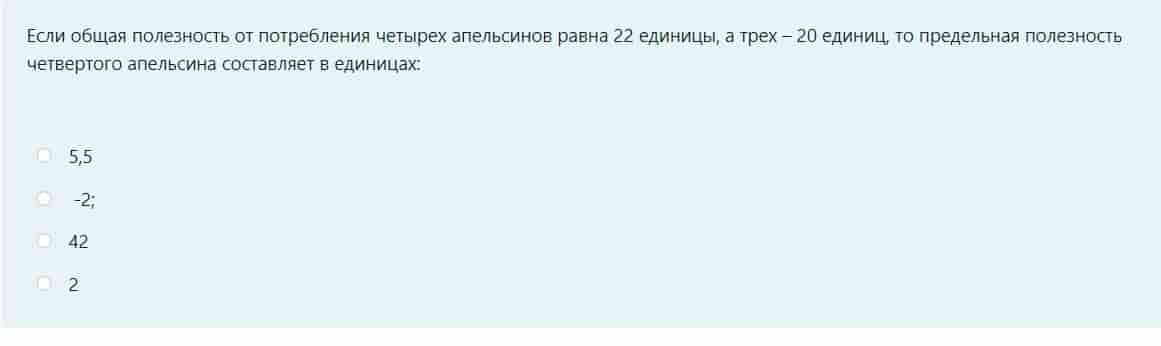 Если общая полезность от потребления четырех апельсинов равна 22 единицы, а трех – 20 единиц, то предельная полезность
четвертого апельсина составляет в единицах:
5,5
-2;
42
2